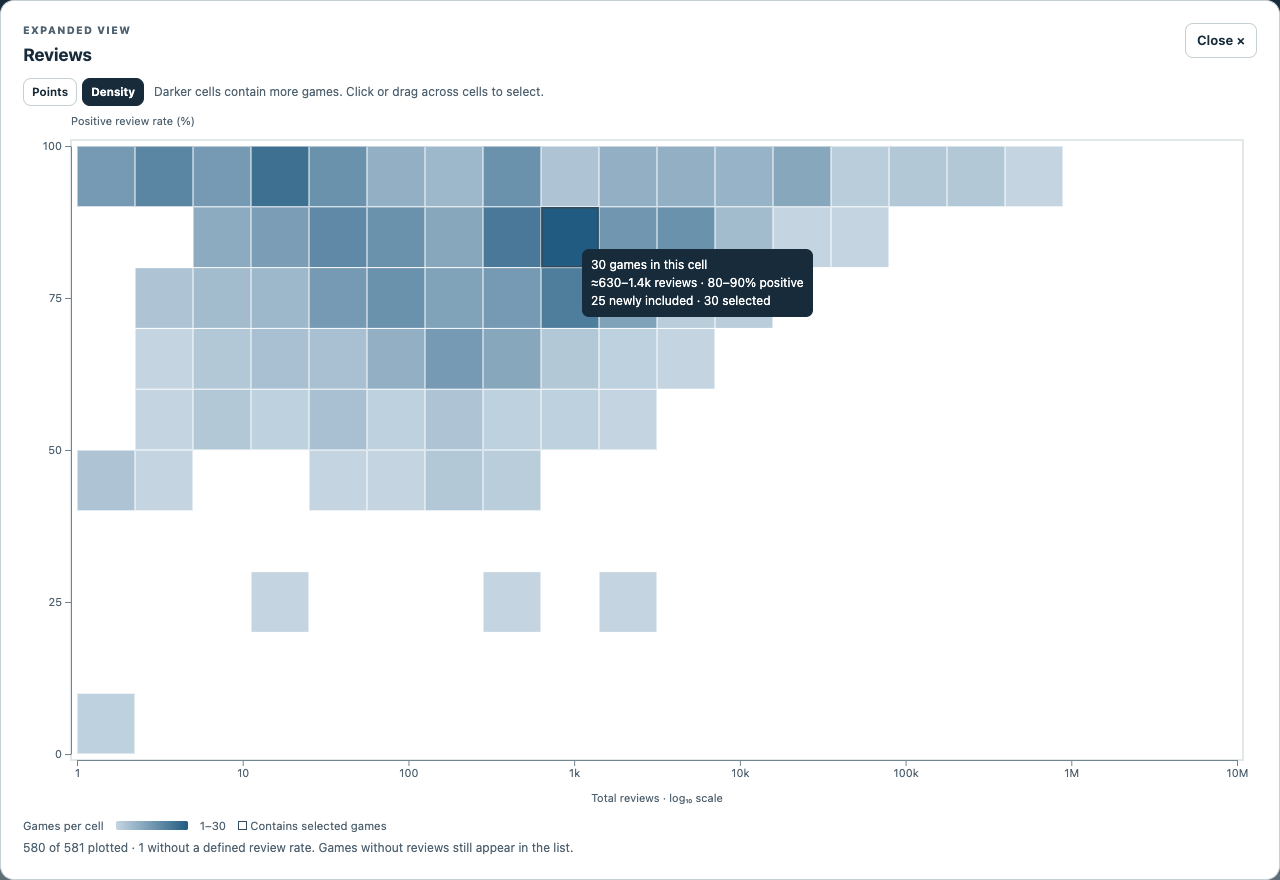 EXPANDED VIEW
Reviews
Close ×
Points
Density
Darker cells contain more games. Click or drag across cells to select.
Positive review rate (%)
100
75
50
25
0
30 games in this cell
≈630–1.4k reviews · 80–90% positive
25 newly included · 30 selected
1 10 100 1k 10k 100k 1M 10M
Total reviews · log₁₀ scale
Games per cell 1–30 Contains selected games
580 of 581 plotted · 1 without a defined review rate. Games without reviews still appear in the list.